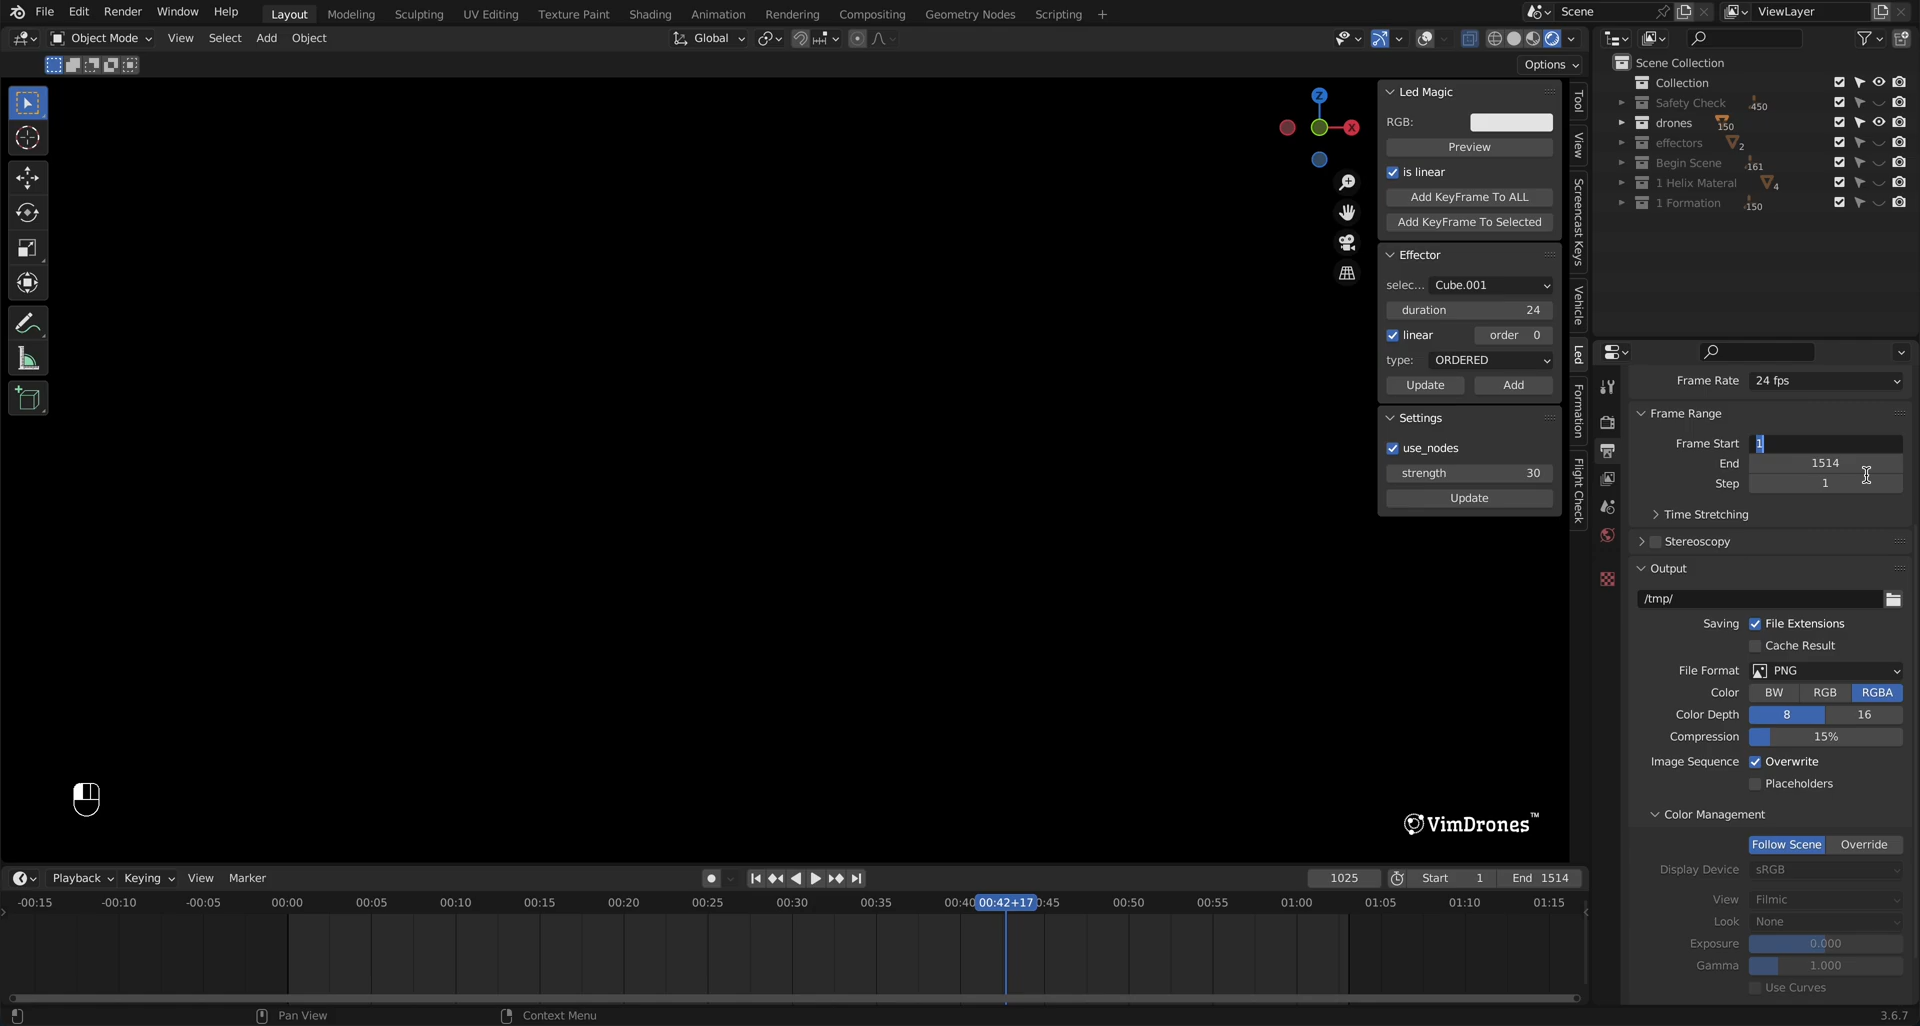 File Edit Render Window Help Layout Modeling Sculpting UV Editing Texture Paint Shading Animation Rendering Compositing Geometry Nodes Scripting + Scene ViewLayer
Object Mode View Select Add Object Global
Options
Scene Collection
Collection
Safety Check 450
drones 150
effectors 2
Begin Scene 161
1 Helix Materal 4
1 Formation 150
Z
X
Led Magic
RGB:
Preview
is linear
Add KeyFrame To ALL
Add KeyFrame To Selected
Effector
selec... Cube.001
duration 24
linear order 0
type: ORDERED
Update Add
Settings
use_nodes
strength 30
Update
Tool
View
Screencast Keys
Vehicle
Led
Formation
Flight Check
Frame Rate 24 fps
Frame Range
Frame Start 1
End 1514
Step 1
Time Stretching
Stereoscopy
Output
/tmp/
Saving File Extensions
Cache Result
File Format PNG
Color BW RGB RGBA
Color Depth 8 16
Compression 15%
Image Sequence Overwrite
Placeholders
Color Management
Follow Scene Override
Display Device sRGB
View Filmic
Look None
Exposure 0.000
Gamma 1.000
Use Curves
VimDrones™
Playback Keying View Marker 1025 Start 1 End 1514
-00:15 -00:10 -00:05 00:00 00:05 00:10 00:15 00:20 00:25 00:30 00:35 00:40 00:42+17 0:45 00:50 00:55 01:00 01:05 01:10 01:15
Pan View Context Menu 3.6.7